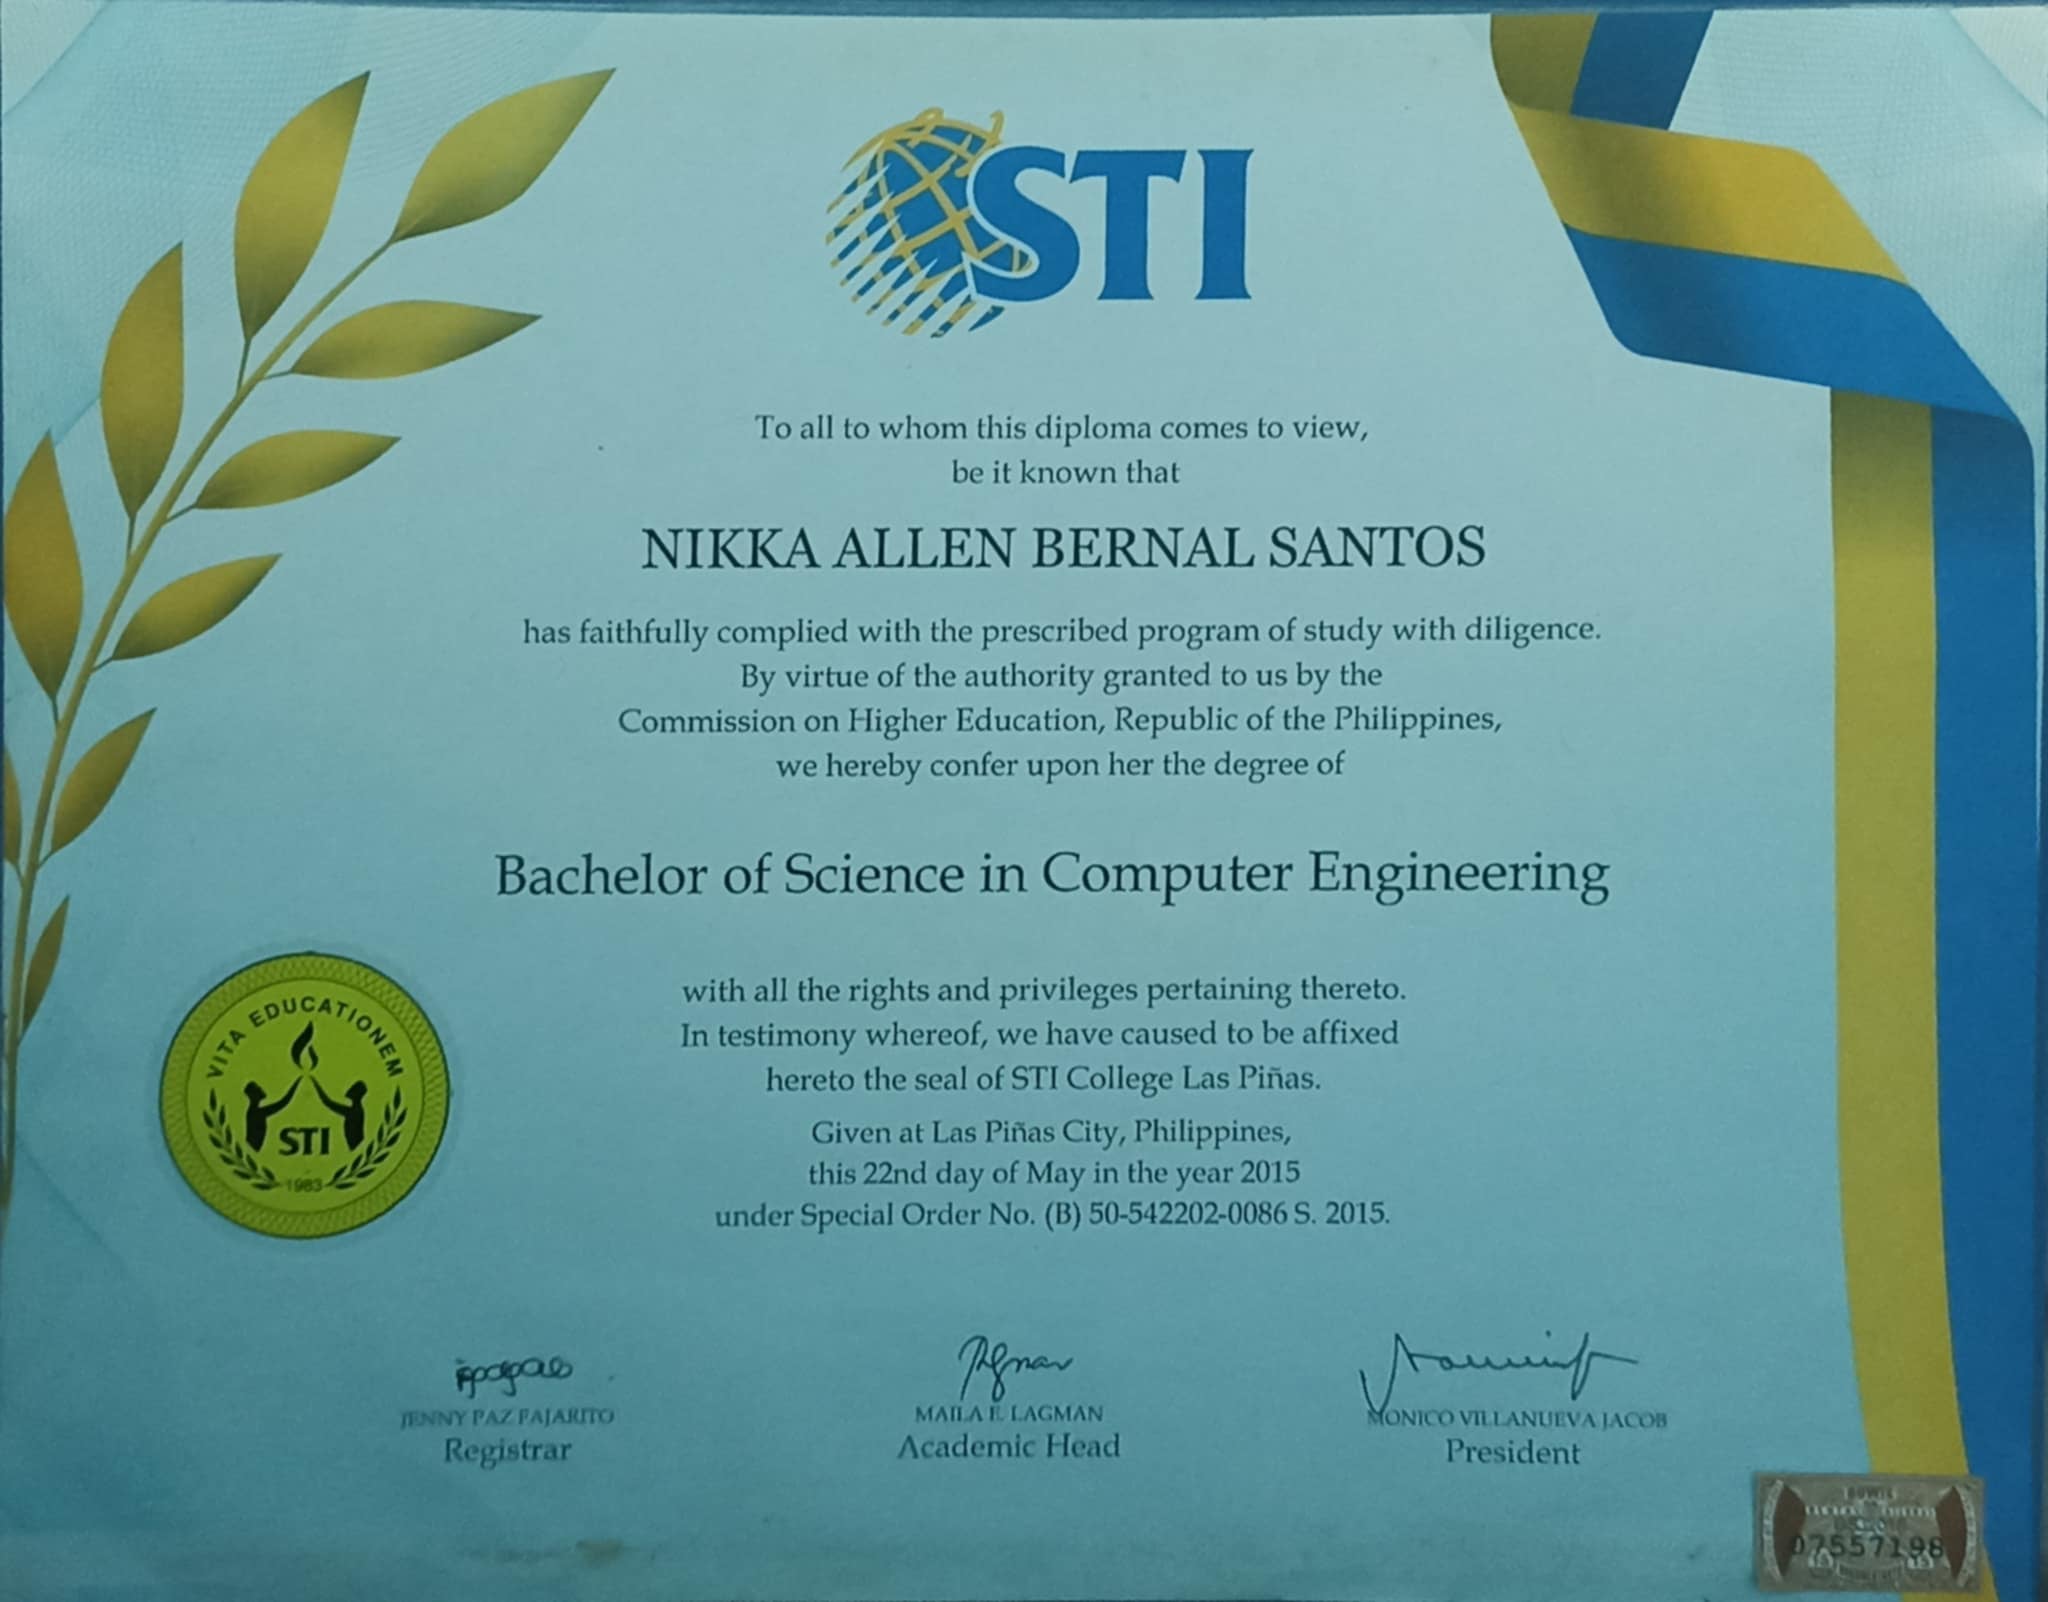 STI
To all to whom this diploma comes to view,
be it known that
NIKKA ALLEN BERNAL SANTOS
has faithfully complied with the prescribed program of study with diligence.
By virtue of the authority granted to us by the
Commission on Higher Education, Republic of the Philippines,
we hereby confer upon her the degree of
Bachelor of Science in Computer Engineering
with all the rights and privileges pertaining thereto.
In testimony whereof, we have caused to be affixed
hereto the seal of STI College Las Piñas.
Given at Las Piñas City, Philippines,
this 22nd day of May in the year 2015
under Special Order No. (B) 50-542202-0086 S. 2015.
VITA EDUCATIONEM
STI
1983
JENNY PAZ FAJARITO
Registrar
MAILA E. LAGMAN
Academic Head
MONICO VILLANUEVA JACOB
President
07557198